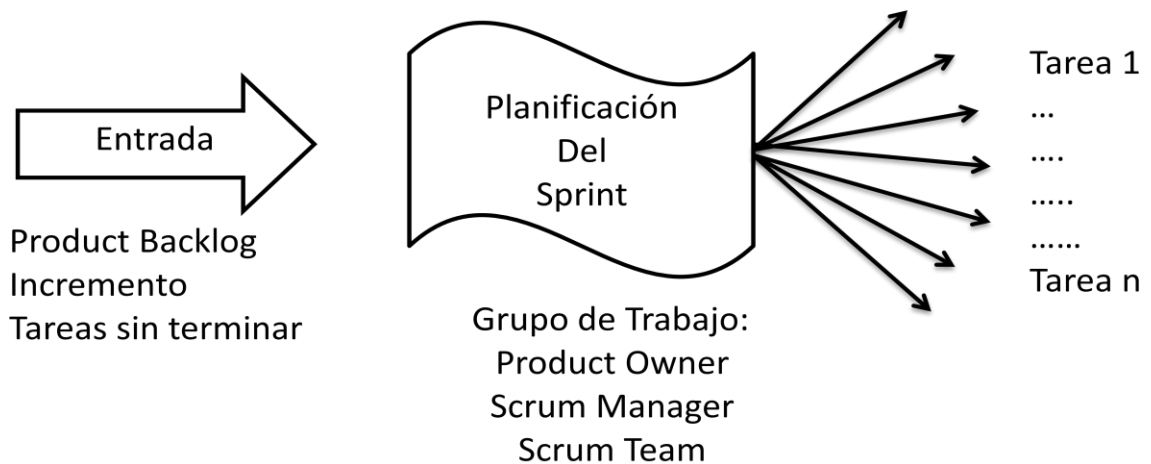 Entrada
Product Backlog
Incremento
Tareas sin terminar
Planificación
Del
Sprint
Grupo de Trabajo:
Product Owner
Scrum Manager
Scrum Team
Tarea 1
...
....
.....
......
Tarea n